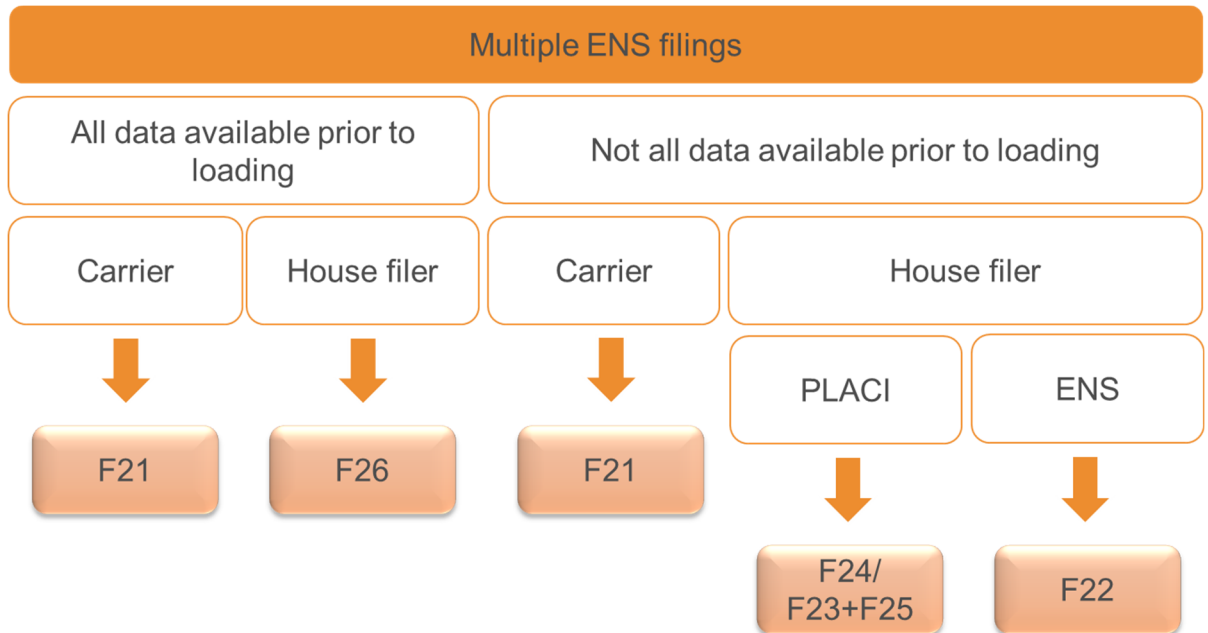 Multiple ENS filings
All data available prior to
loading
Not all data available prior to loading
Carrier
House filer
Carrier
House filer
PLACI
ENS
F21
F26
F21
F24/
F23+F25
F22